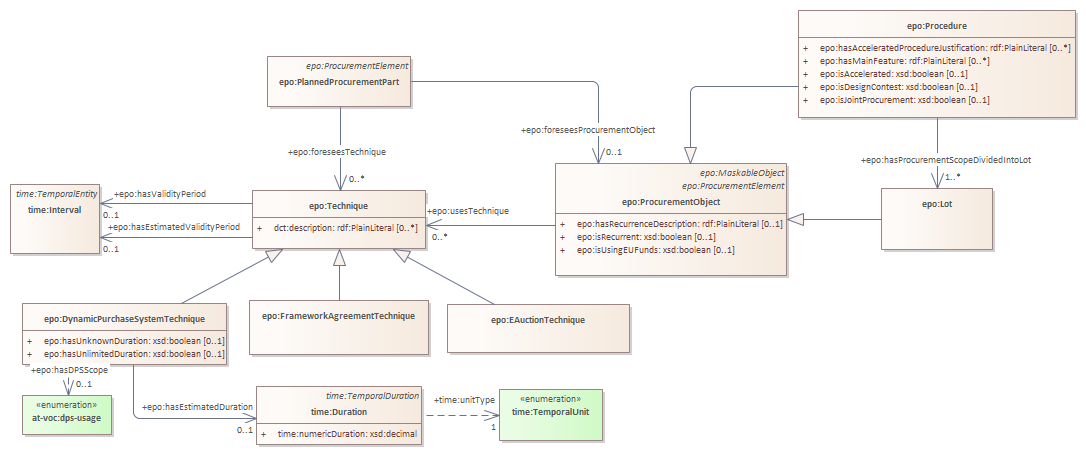 epo:Procedure
+ epo:hasAcceleratedProcedureJustification: rdf:PlainLiteral [0..*]
+ epo:hasMainFeature: rdf:PlainLiteral [0..*]
+ epo:isAccelerated: xsd:boolean [0..1]
+ epo:isDesignContest: xsd:boolean [0..1]
+ epo:isJointProcurement: xsd:boolean [0..1]
epo:ProcurementElement
epo:PlannedProcurementPart
+epo:foreseesProcurementObject
0..1
+epo:foreseesTechnique
0..*
+epo:hasProcurementScopeDividedIntoLot
1..*
time:TemporalEntity
time:Interval
+epo:hasValidityPeriod
0..1
+epo:hasEstimatedValidityPeriod
0..1
epo:Technique
+ dct:description: rdf:PlainLiteral [0..*]
+epo:usesTechnique
0..*
epo:MaskableObject
epo:ProcurementElement
epo:ProcurementObject
+ epo:hasRecurrenceDescription: rdf:PlainLiteral [0..1]
+ epo:isRecurrent: xsd:boolean [0..1]
+ epo:isUsingEUFunds: xsd:boolean [0..1]
epo:Lot
epo:DynamicPurchaseSystemTechnique
+ epo:hasUnknownDuration: xsd:boolean [0..1]
+ epo:hasUnlimitedDuration: xsd:boolean [0..1]
epo:FrameworkAgreementTechnique
epo:EAuctionTechnique
+epo:hasDPSScope
0..1
«enumeration»
at-voc:dps-usage
+epo:hasEstimatedDuration
0..1
time:TemporalDuration
time:Duration
+ time:numericDuration: xsd:decimal
+time:unitType
1
«enumeration»
time:TemporalUnit